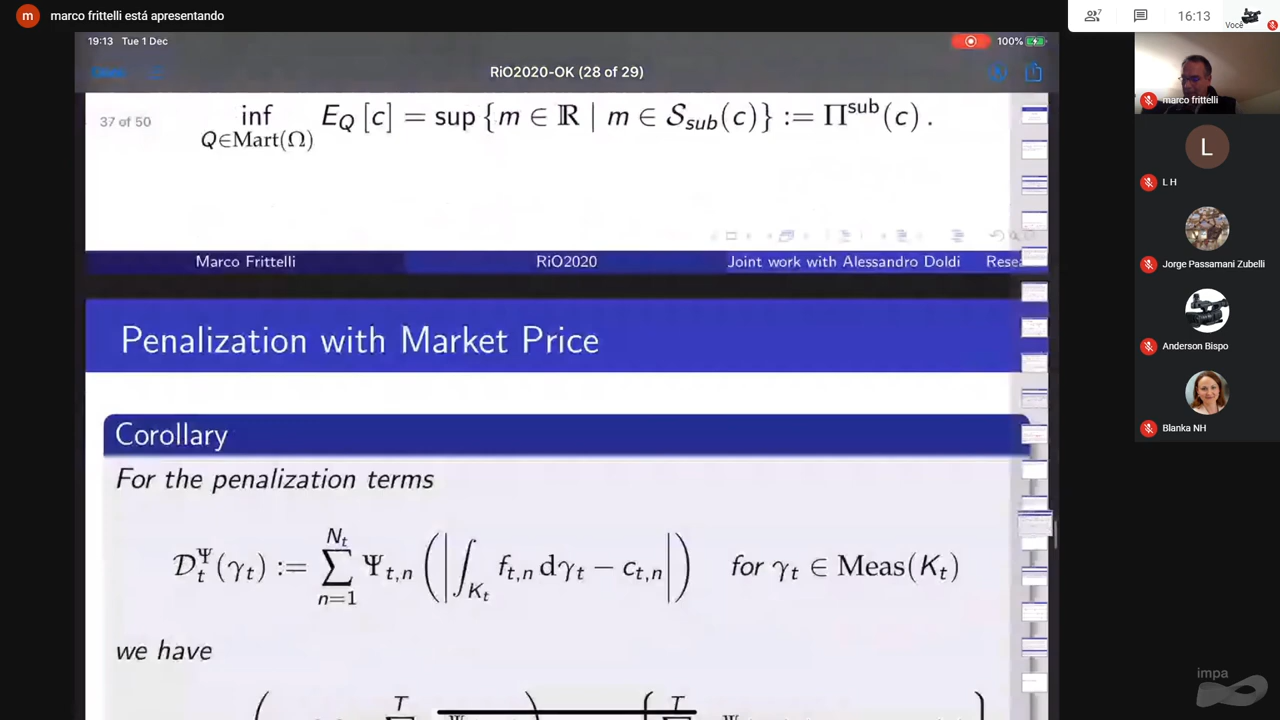 m marco frittelli está apresentando
7
16:13
Você
19:13 Tue 1 Dec
100%
RiO2020-OK (28 of 29)
37 of 50
inf E_Q [c] = sup {m ∈ ℝ | m ∈ 𝒮_sub(c)} := Π^sub(c) .
Q∈Mart(Ω)
Marco Frittelli RiO2020 Joint work with Alessandro Doldi Resea
Penalization with Market Price
Corollary
For the penalization terms
𝒟_t^Ψ(γ_t) := ∑_{n=1}^{N_t} Ψ_{t,n} ( | ∫_{K_t} f_{t,n} dγ_t − c_{t,n} | ) for γ_t ∈ Meas(K_t)
we have
marco frittelli
L
L H
Jorge Passamani Zubelli
Anderson Bispo
Blanka NH
impa